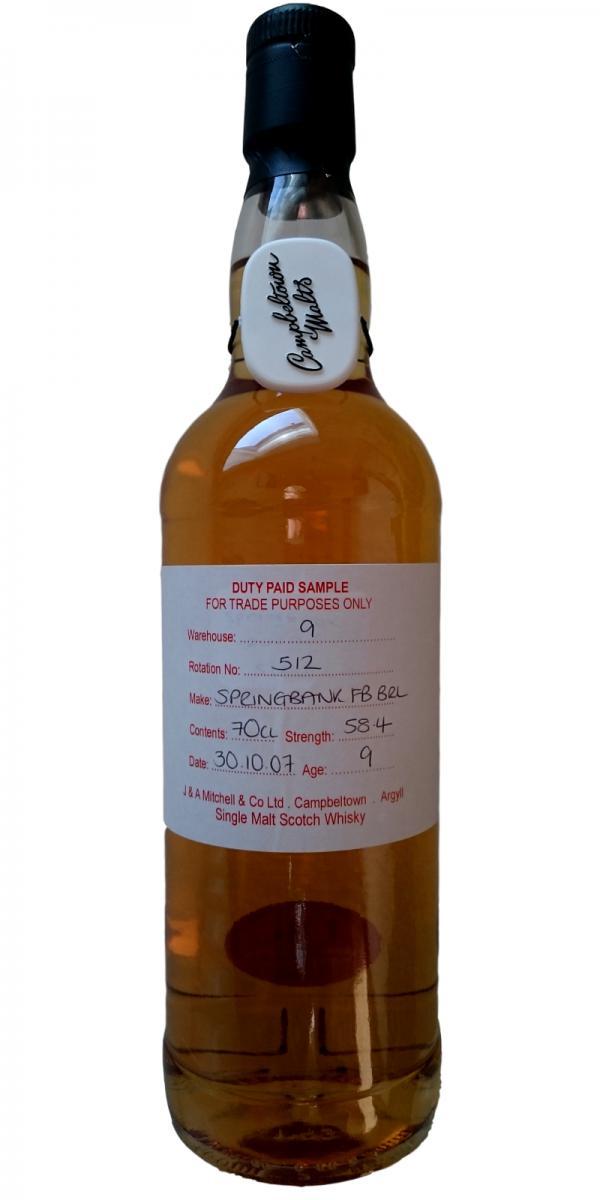 Campbeltown
Malts
DUTY PAID SAMPLE
FOR TRADE PURPOSES ONLY
Warehouse: 9
Rotation No: 512
Make: SPRINGBANK FB BRL
Contents: 70CL Strength: 58.4
Date: 30.10.07 Age: 9
J & A Mitchell & Co Ltd . Campbeltown . Argyll
Single Malt Scotch Whisky